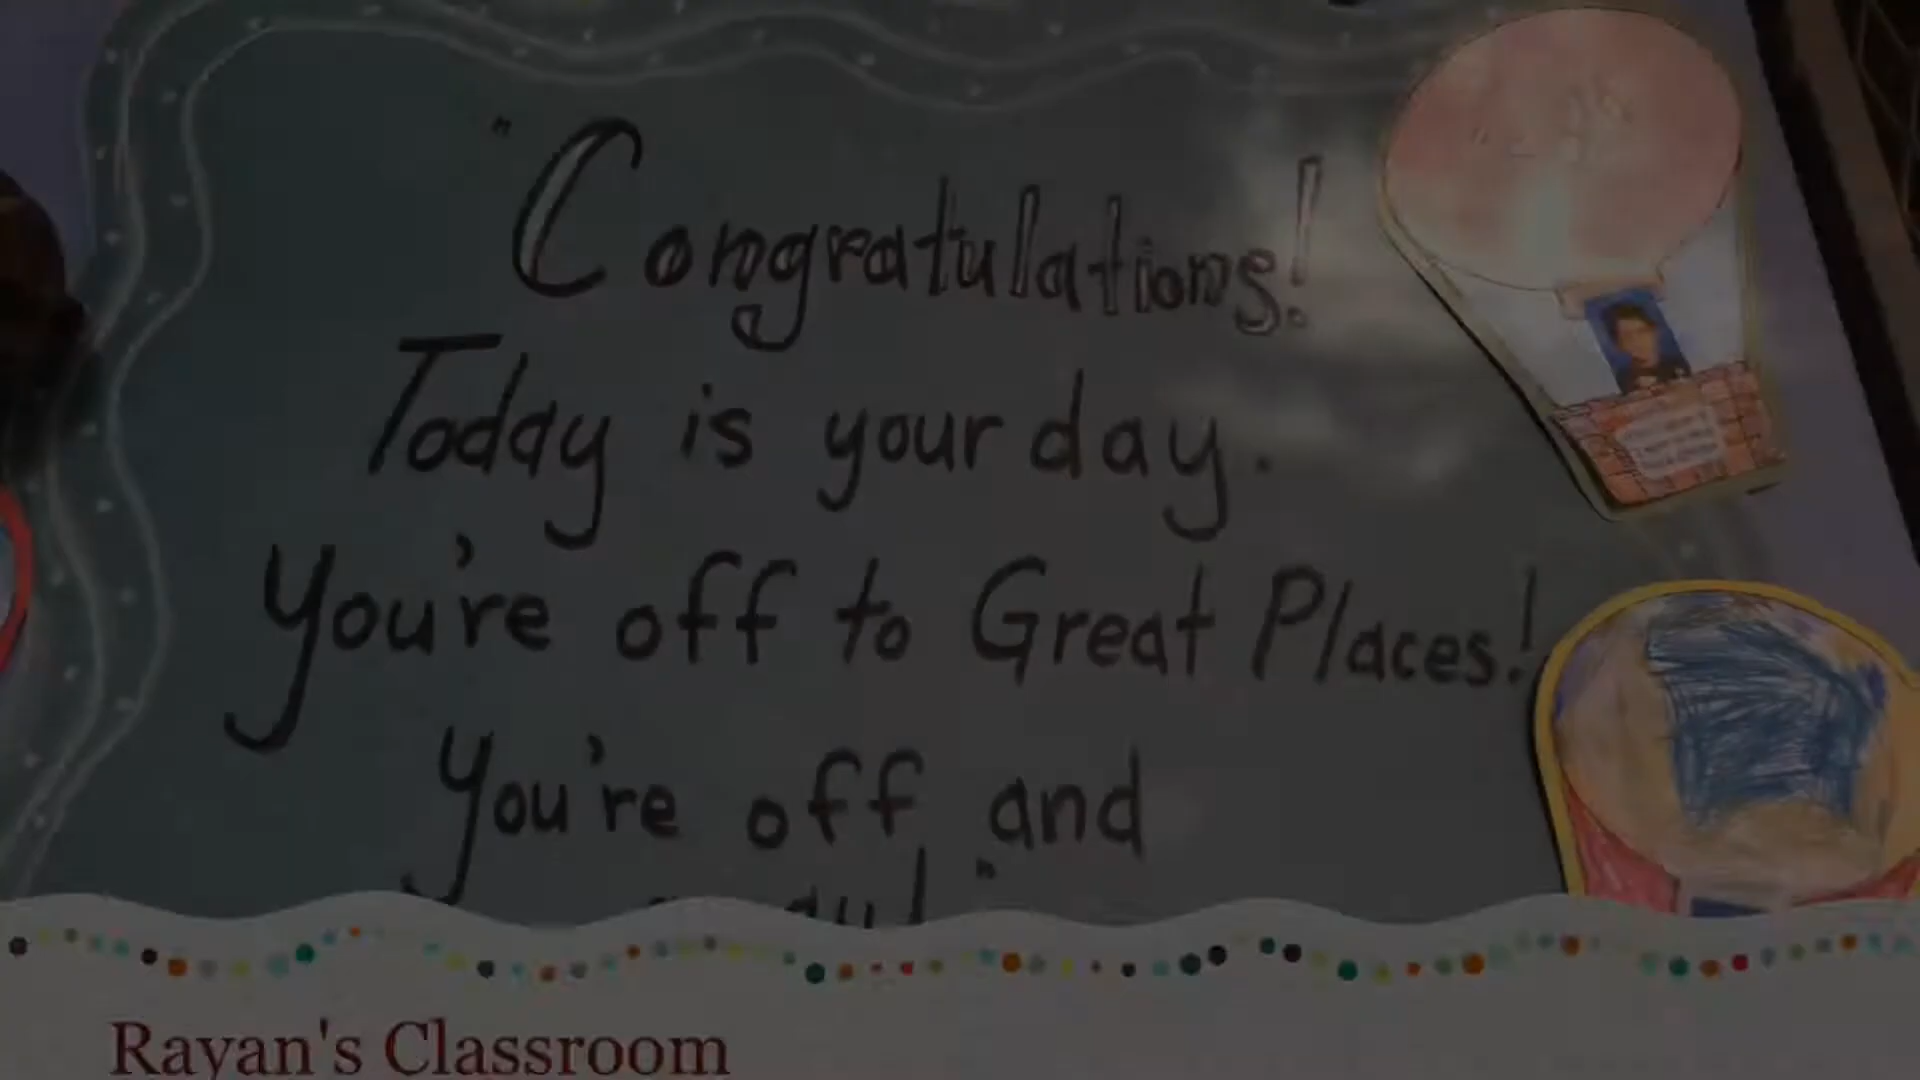 "Congratulations!
Today is your day.
You're off to Great Places!
You're off and
Rayan's Classroom